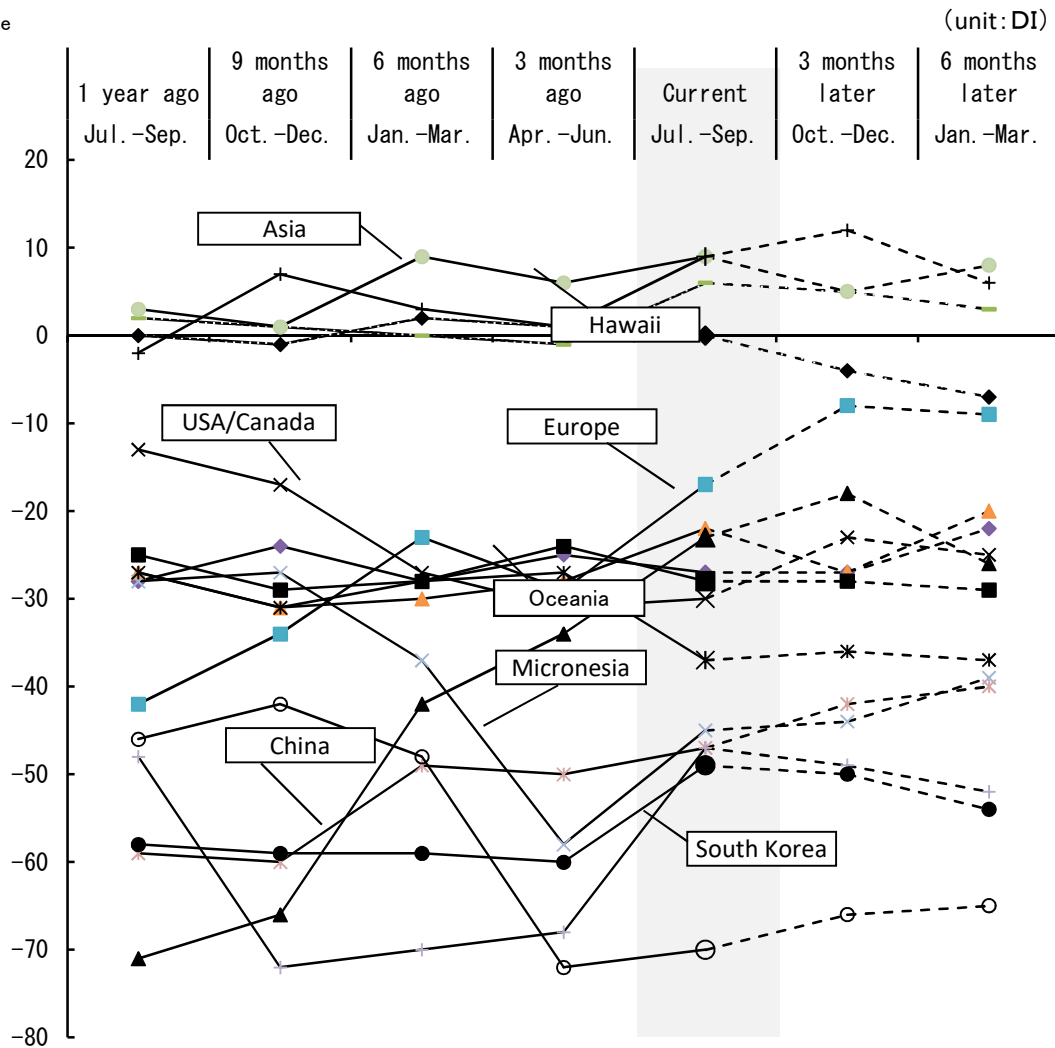 e
(unit:DI)
1 year ago
Jul.-Sep.
9 months
ago
Oct.-Dec.
6 months
ago
Jan.-Mar.
3 months
ago
Apr.-Jun.
Current
Jul.-Sep.
3 months
later
Oct.-Dec.
6 months
later
Jan.-Mar.
20
10
0
-10
-20
-30
-40
-50
-60
-70
-80
Asia
Hawaii
USA/Canada
Europe
Oceania
Micronesia
China
South Korea